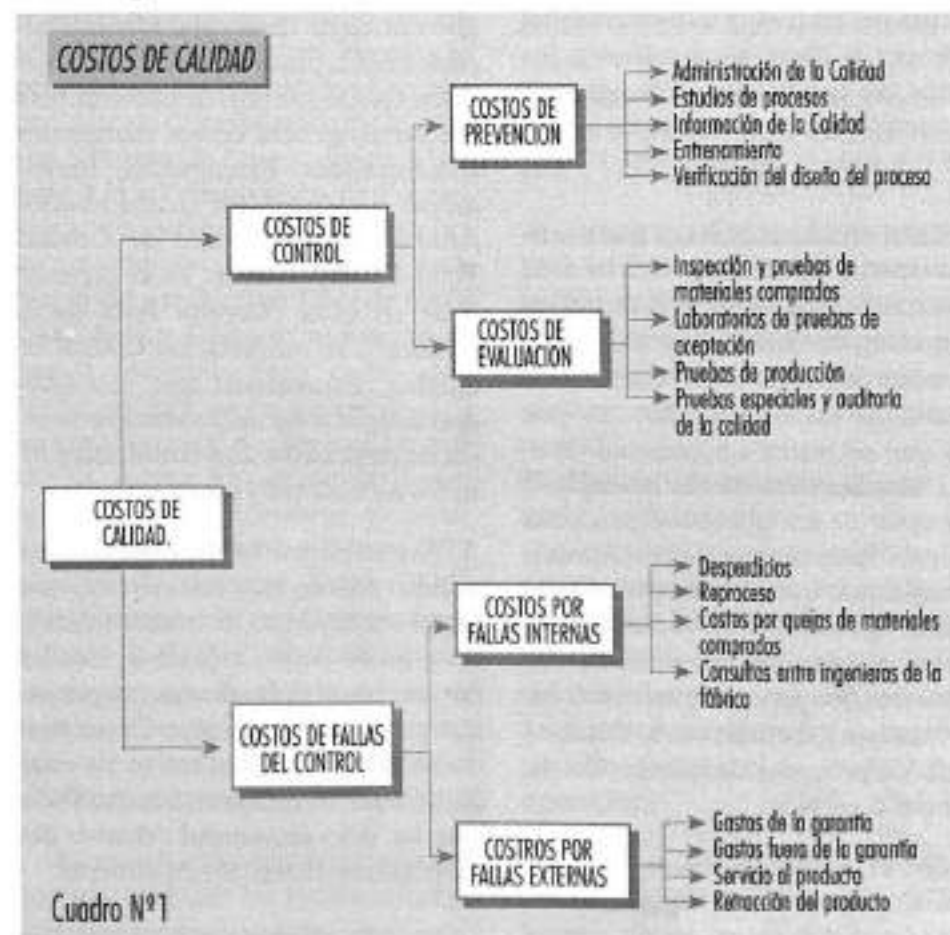 COSTOS DE CALIDAD
COSTOS DE
PREVENCION
Administración de la Calidad
Estudios de procesos
Información de la Calidad
Entrenamiento
Verificación del diseño del proceso
COSTOS DE
CONTROL
COSTOS DE
EVALUACION
Inspección y pruebas de
materiales comprados
Laboratorios de pruebas de
aceptación
Pruebas de producción
Pruebas especiales y auditoría
de la calidad
COSTOS DE
CALIDAD.
COSTOS POR
FALLAS INTERNAS
Desperdicios
Reproceso
Costos por quejas de materiales
comprados
Consultas entre ingenieros de la
fábrica
COSTOS DE FALLAS
DEL CONTROL
COSTROS POR
FALLAS EXTERNAS
Gastos de la garantía
Gastos fuera de la garantía
Servicio al producto
Retracción del producto
Cuadro Nº1